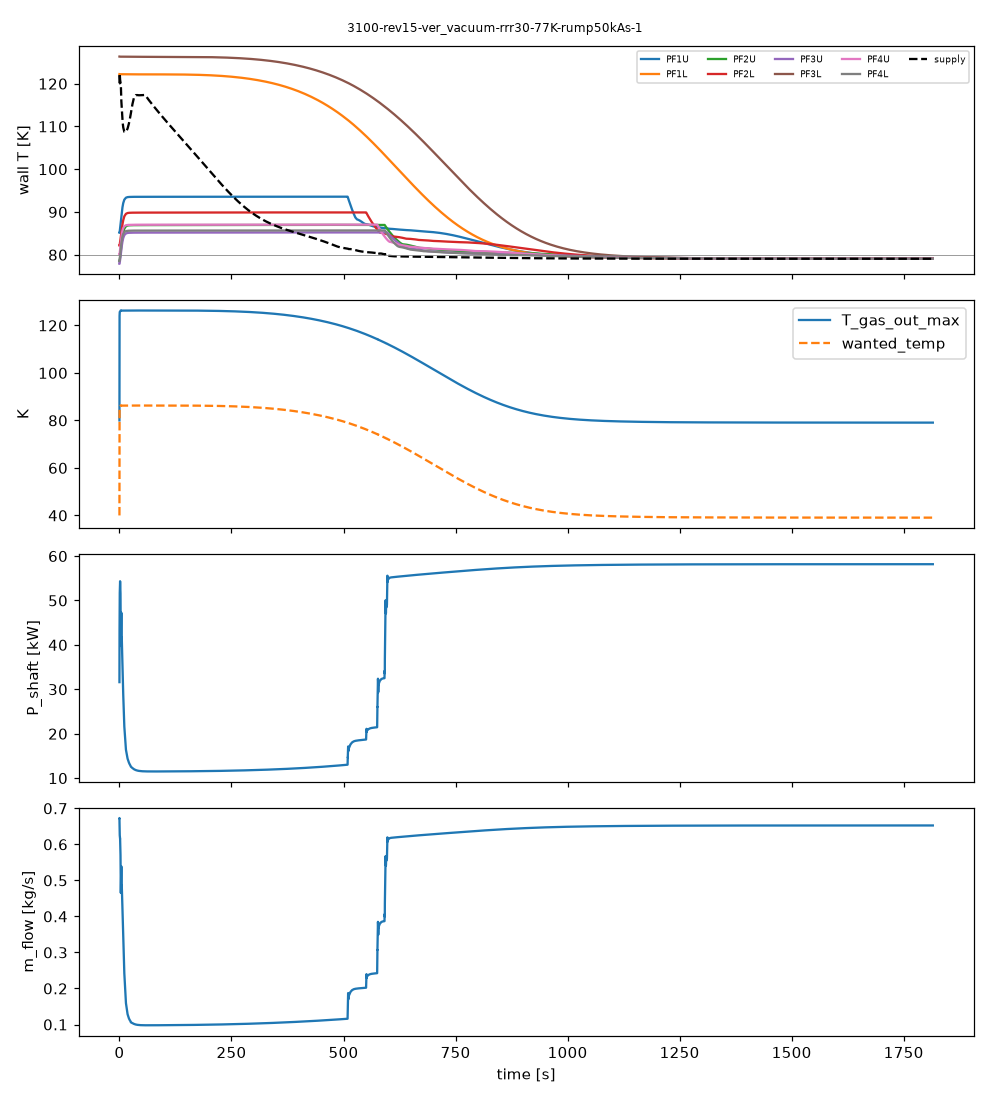 3100-rev15-ver_vacuum-rrr30-77K-rump50kAs-1
wall T [K]
120
110
100
90
80
PF1U PF2U PF3U PF4U supply
PF1L PF2L PF3L PF4L
K
120
100
80
60
40
T_gas_out_max
wanted_temp
P_shaft [kW]
60
50
40
30
20
10
m_flow [kg/s]
0.7
0.6
0.5
0.4
0.3
0.2
0.1
0 250 500 750 1000 1250 1500 1750
time [s]